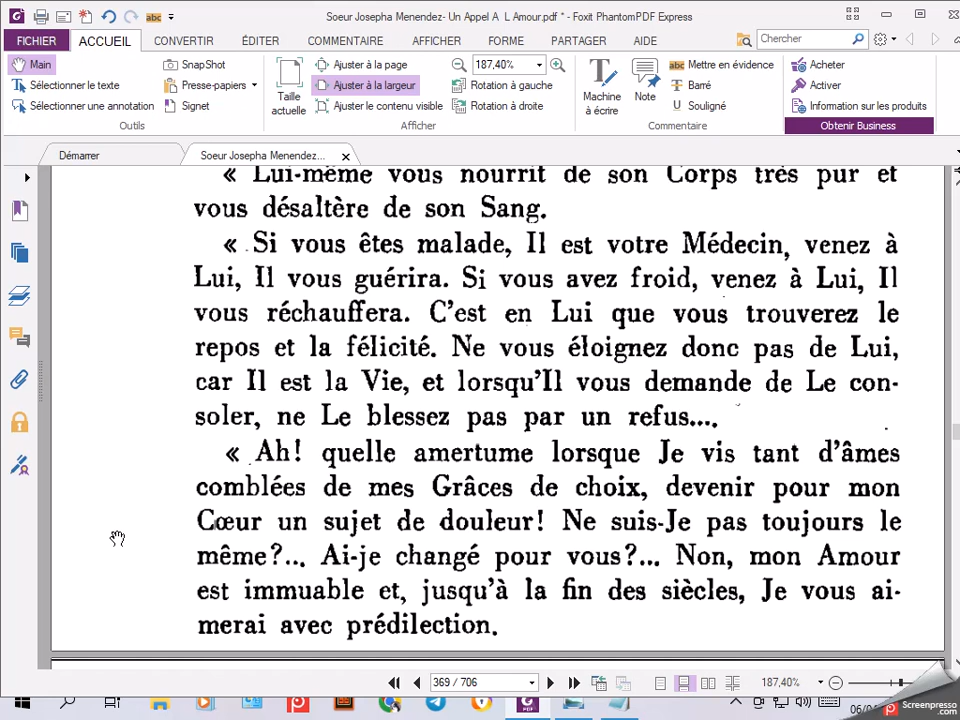 Soeur Josepha Menendez- Un Appel A L Amour.pdf * - Foxit PhantomPDF Express
FICHIER ACCUEIL CONVERTIR ÉDITER COMMENTAIRE AFFICHER FORME PARTAGER AIDE Chercher
Main
Sélectionner le texte
Sélectionner une annotation
Outils
SnapShot
Presse-papiers
Signet
Taille actuelle
Ajuster à la page
Ajuster à la largeur
Ajuster le contenu visible
187,40%
Rotation à gauche
Rotation à droite
Afficher
Machine à écrire
Note
abc Mettre en évidence
Barré
U Souligné
Commentaire
Acheter
Activer
Information sur les produits
Obtenir Business
Démarrer Soeur Josepha Menendez...
« Lui-même vous nourrit de son Corps très pur et
vous désaltère de son Sang.
« Si vous êtes malade, Il est votre Médecin, venez à
Lui, Il vous guérira. Si vous avez froid, venez à Lui, Il
vous réchauffera. C'est en Lui que vous trouverez le
repos et la félicité. Ne vous éloignez donc pas de Lui,
car Il est la Vie, et lorsqu'Il vous demande de Le con-
soler, ne Le blessez pas par un refus...
« Ah! quelle amertume lorsque Je vis tant d'âmes
comblées de mes Grâces de choix, devenir pour mon
Cœur un sujet de douleur! Ne suis-Je pas toujours le
même?... Ai-je changé pour vous?... Non, mon Amour
est immuable et, jusqu'à la fin des siècles, Je vous ai-
merai avec prédilection.
369 / 706 187,40%
Screenpresso
.com